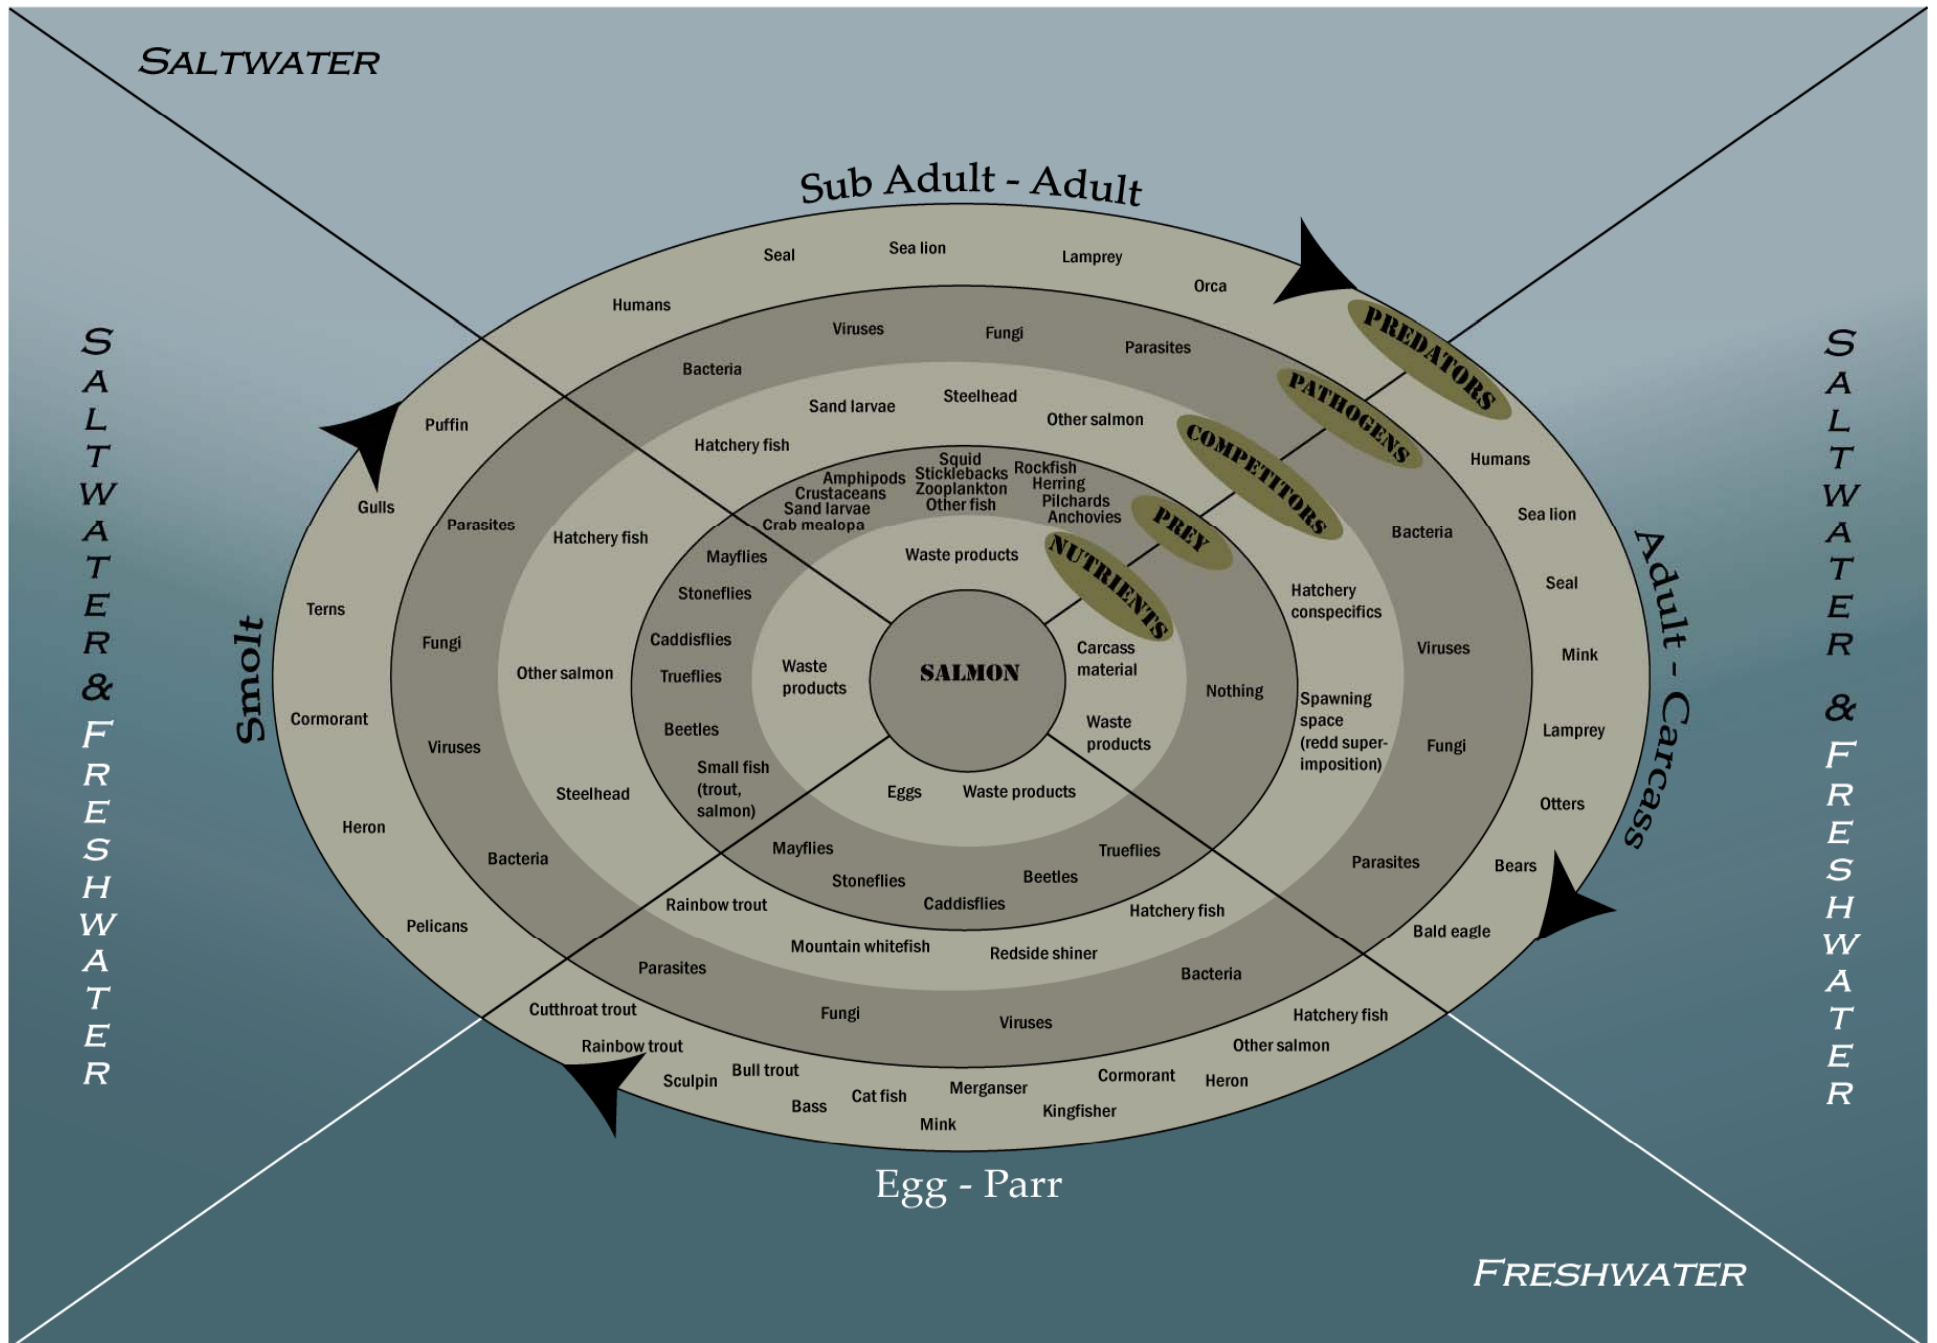 SALTWATER
Sub Adult - Adult
Seal
Sea lion
Lamprey
Orca
Humans
PREDATORS
Viruses
Fungi
Parasites
Bacteria
PATHOGENS
Sand larvae
Steelhead
Other salmon
Hatchery fish
COMPETITORS
Squid
Sticklebacks
Zooplankton
Other fish
Amphipods
Crustaceans
Sand larvae
Crab mealopa
Rockfish
Herring
Pilchards
Anchovies
PREY
Waste products
NUTRIENTS
SALMON
SALTWATER & FRESHWATER
Smolt
Puffin
Gulls
Terns
Cormorant
Heron
Pelicans
Parasites
Fungi
Viruses
Bacteria
Hatchery fish
Other salmon
Steelhead
Mayflies
Stoneflies
Caddisflies
Trueflies
Beetles
Small fish
(trout,
salmon)
Waste
products
Carcass
material
Waste
products
Nothing
Hatchery
conspecifics
Spawning
space
(redd super-
imposition)
Bacteria
Viruses
Fungi
Parasites
Humans
Sea lion
Seal
Mink
Lamprey
Otters
Bears
Bald eagle
Adult - Carcass
SALTWATER & FRESHWATER
Eggs
Waste products
Mayflies
Stoneflies
Caddisflies
Beetles
Trueflies
Rainbow trout
Mountain whitefish
Redside shiner
Hatchery fish
Parasites
Fungi
Viruses
Bacteria
Cutthroat trout
Rainbow trout
Sculpin
Bull trout
Bass
Cat fish
Mink
Merganser
Kingfisher
Cormorant
Heron
Other salmon
Hatchery fish
Egg - Parr
FRESHWATER